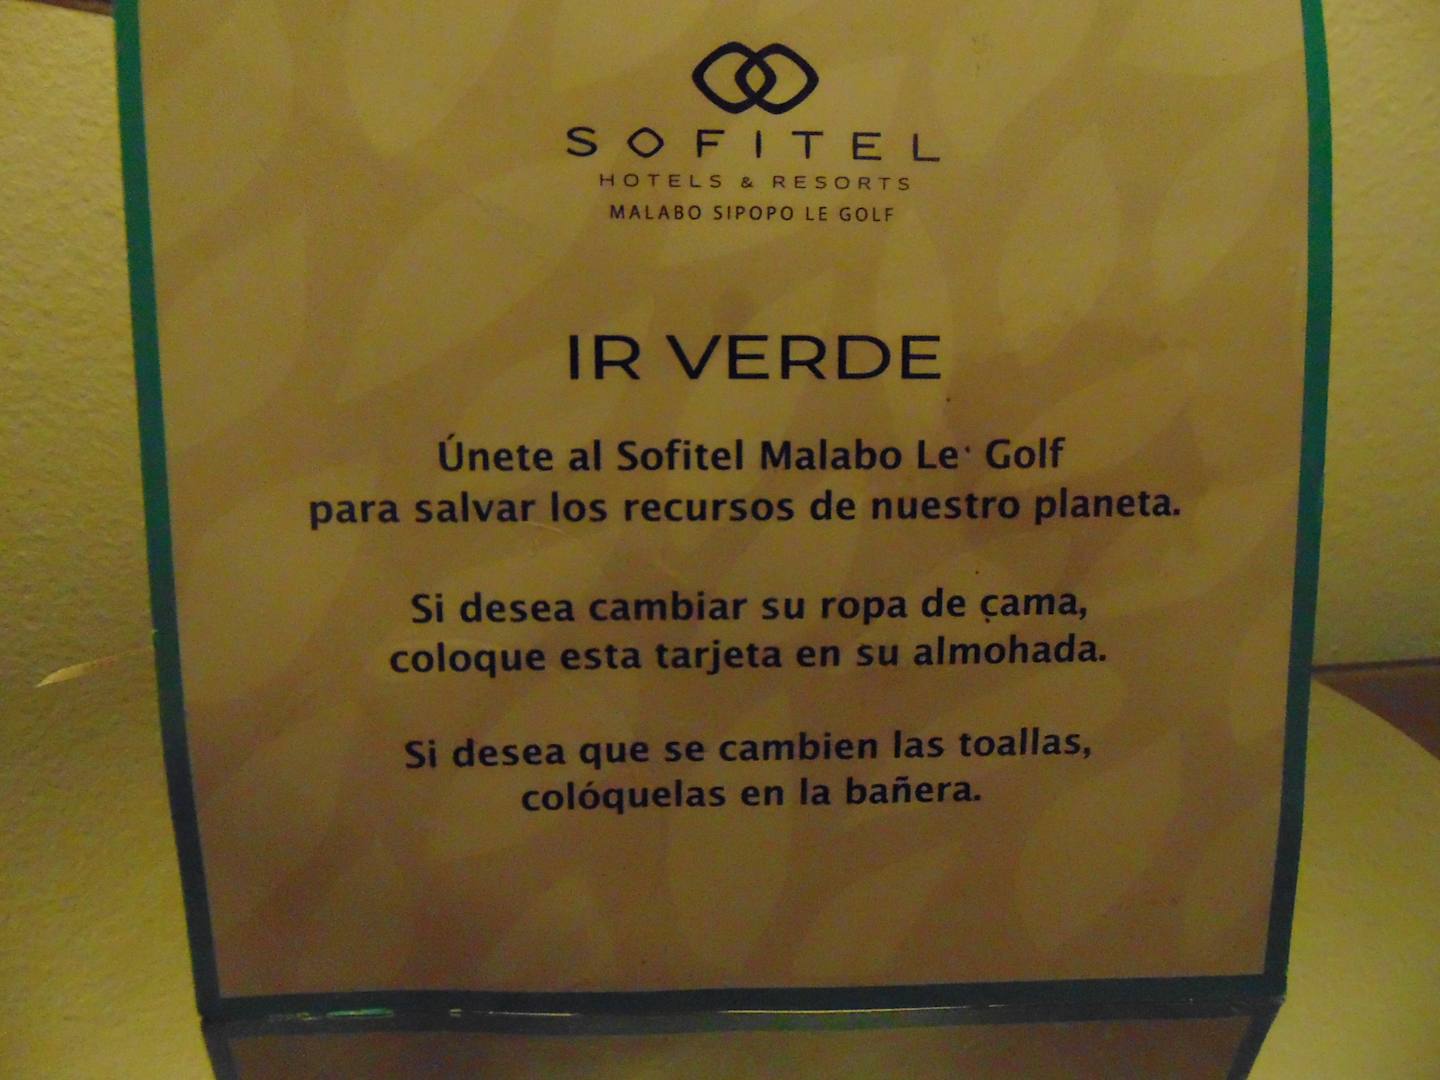 SOFITEL
HOTELS & RESORTS
MALABO SIPOPO LE GOLF
IR VERDE
Únete al Sofitel Malabo Le' Golf
para salvar los recursos de nuestro planeta.
Si desea cambiar su ropa de cama,
coloque esta tarjeta en su almohada.
Si desea que se cambien las toallas,
colóquelas en la bañera.